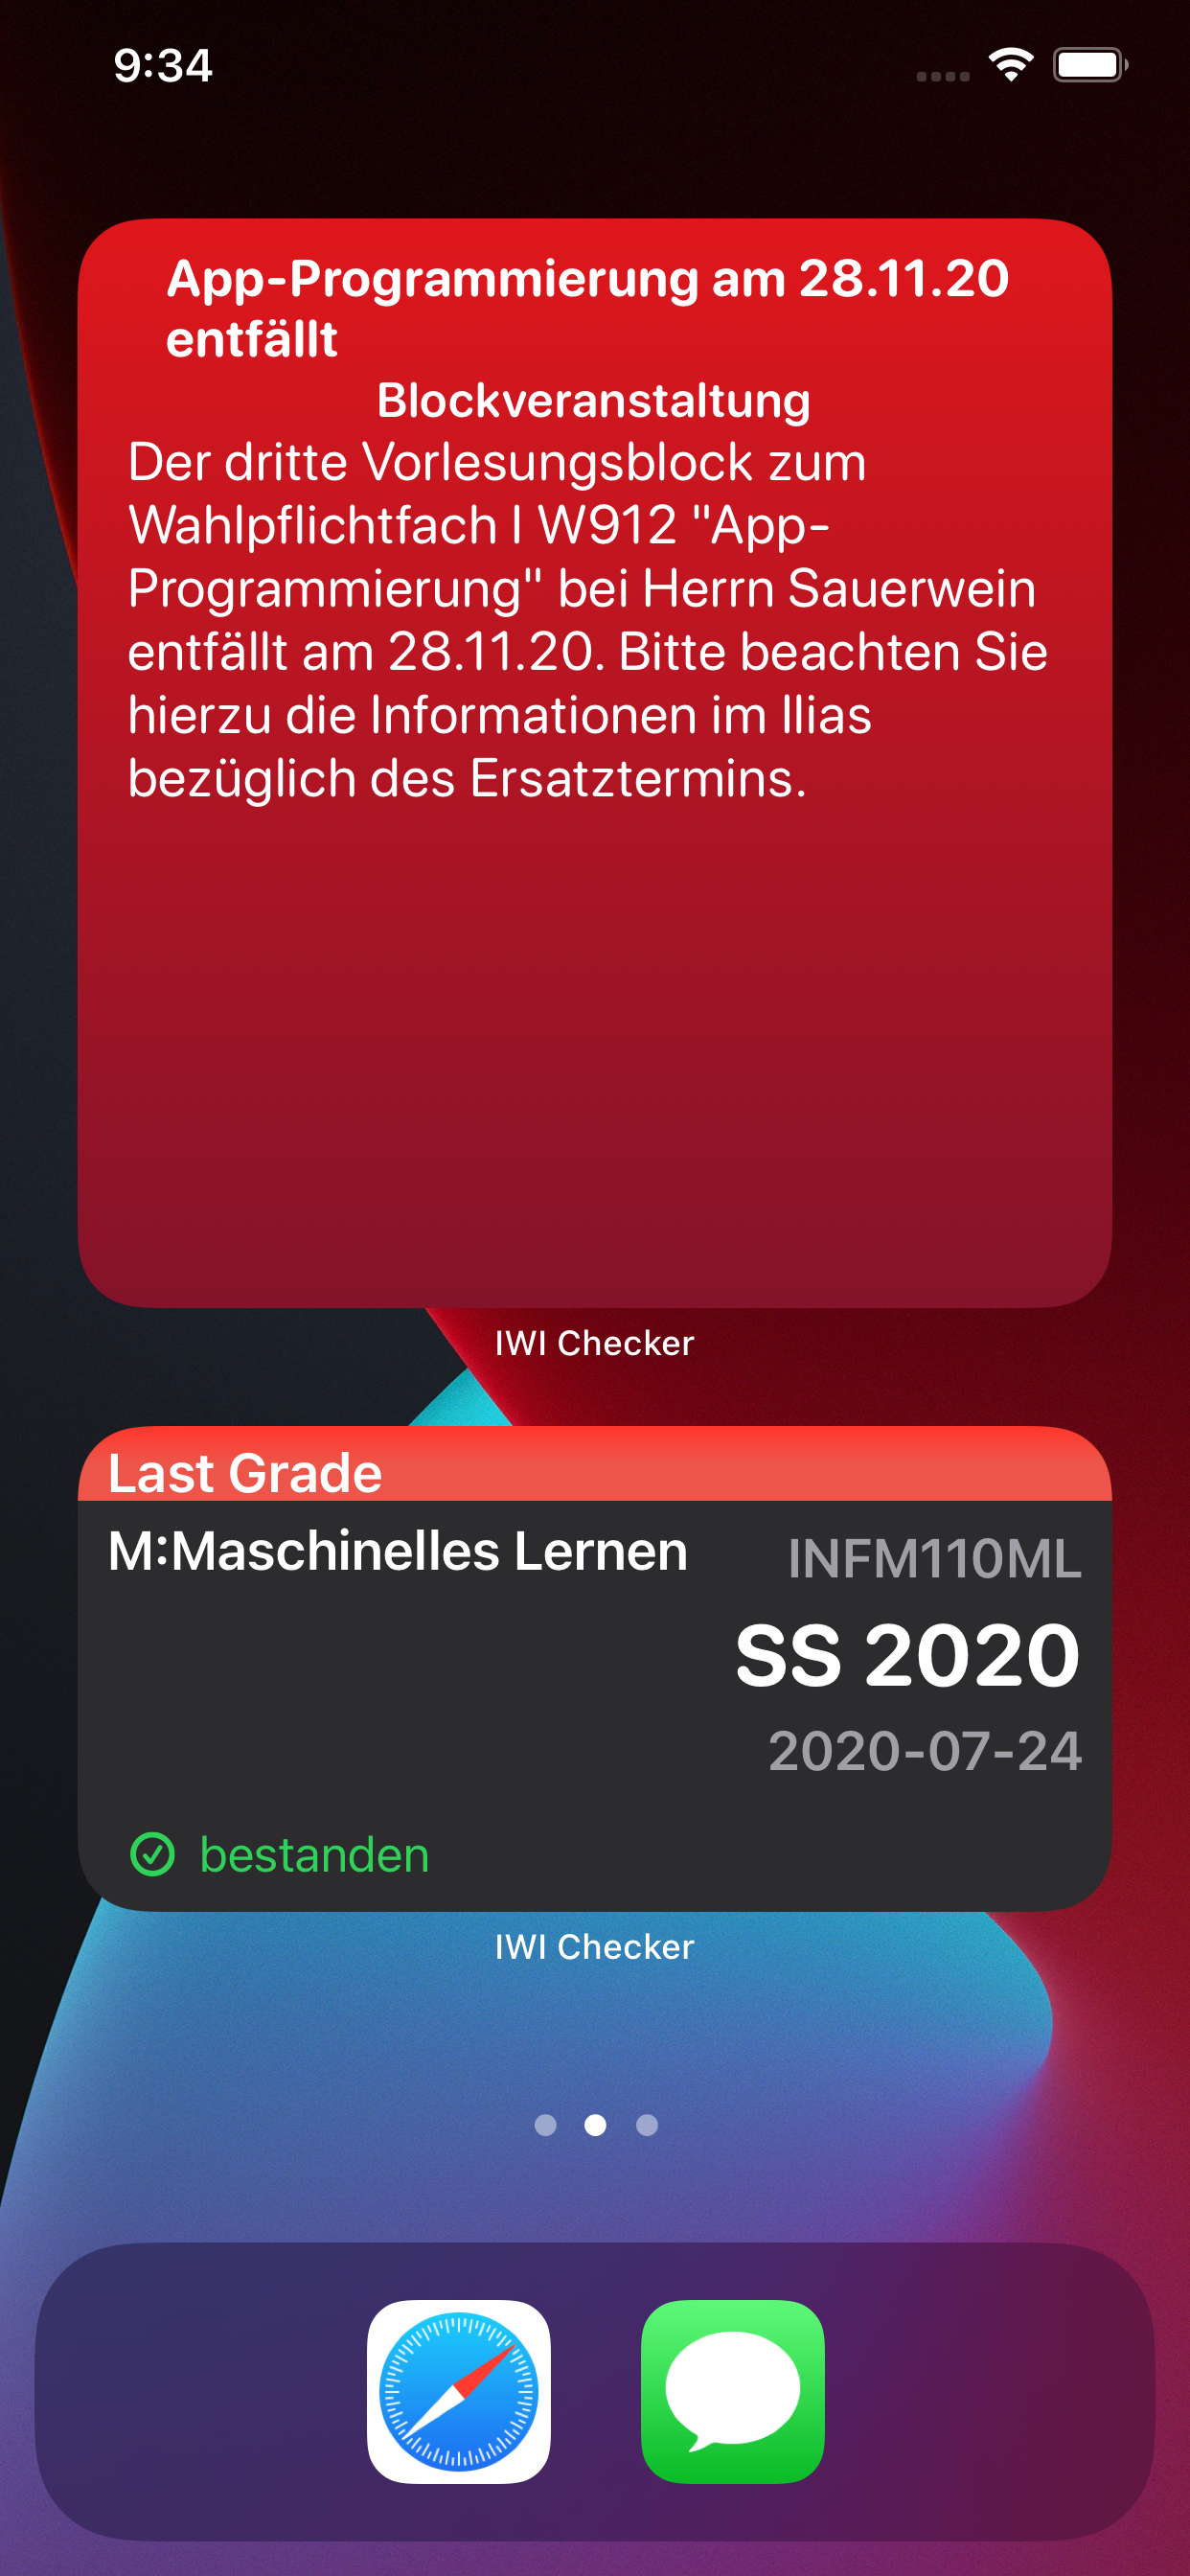 9:34
App-Programmierung am 28.11.20
entfällt
Blockveranstaltung
Der dritte Vorlesungsblock zum
Wahlpflichtfach I W912 "App-
Programmierung" bei Herrn Sauerwein
entfällt am 28.11.20. Bitte beachten Sie
hierzu die Informationen im Ilias
bezüglich des Ersatztermins.
IWI Checker
Last Grade
M:Maschinelles Lernen INFM110ML
SS 2020
2020-07-24
bestanden
IWI Checker